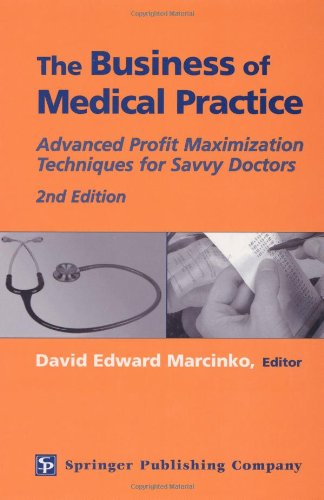 The Business of
Medical Practice
Advanced Profit Maximization
Techniques for Savvy Doctors
2nd Edition
David Edward Marcinko, Editor
Springer Publishing Company